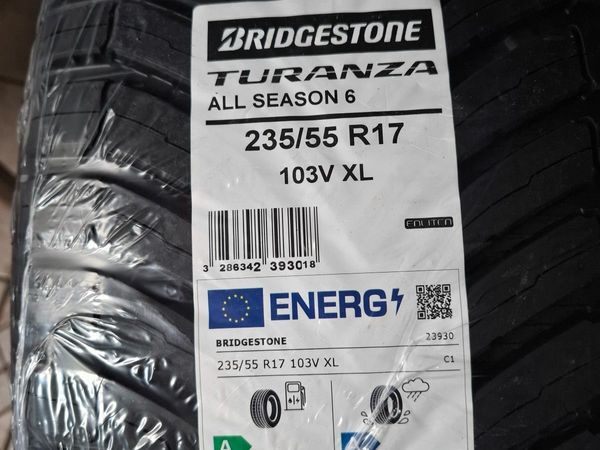 BRIDGESTONE
TURANZA
ALL SEASON 6
235/55 R17
103V XL
ENLITEN
3 286342 393018
ENERG
BRIDGESTONE 23930
235/55 R17 103V XL C1
A